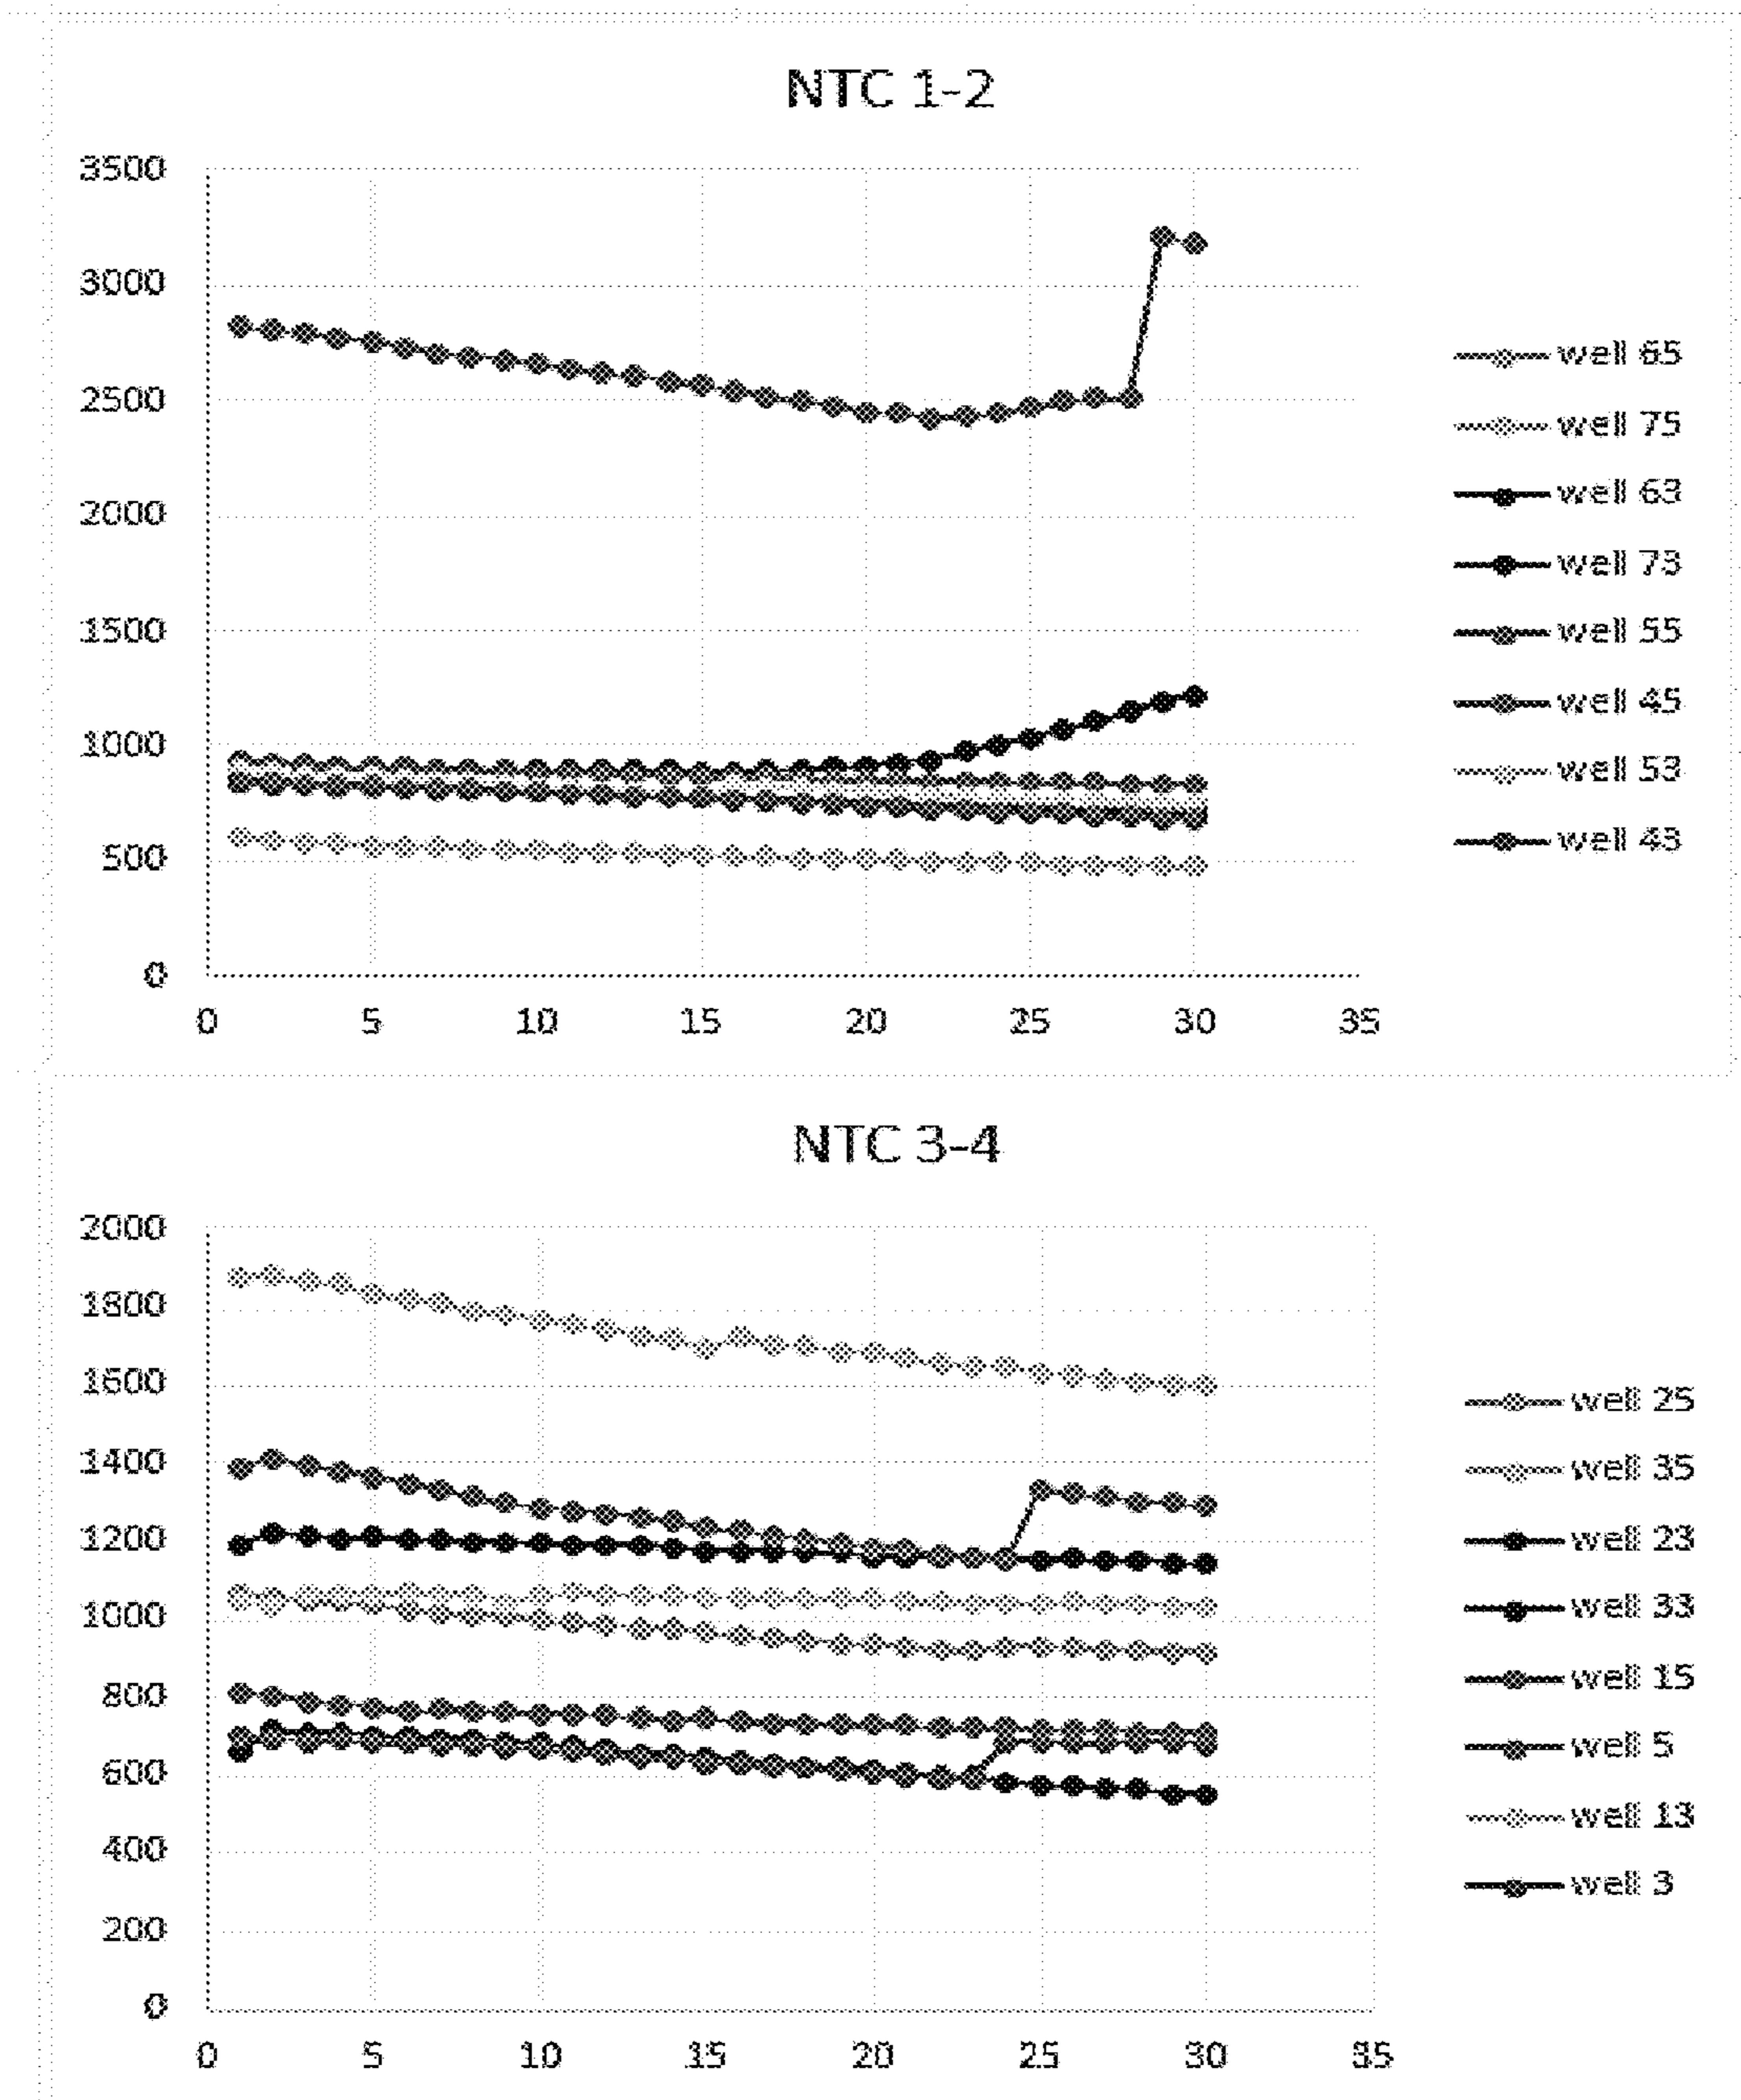 NTC 1-2
3500
3000
2500
2000
1500
1000
500
0
0 5 10 15 20 25 30 35
well 65
well 75
well 63
well 73
well 55
well 45
well 53
well 43
NTC 3-4
2000
1800
1600
1400
1200
1000
800
600
400
200
0
0 5 10 15 20 25 30 35
well 25
well 35
well 23
well 33
well 15
well 5
well 13
well 3